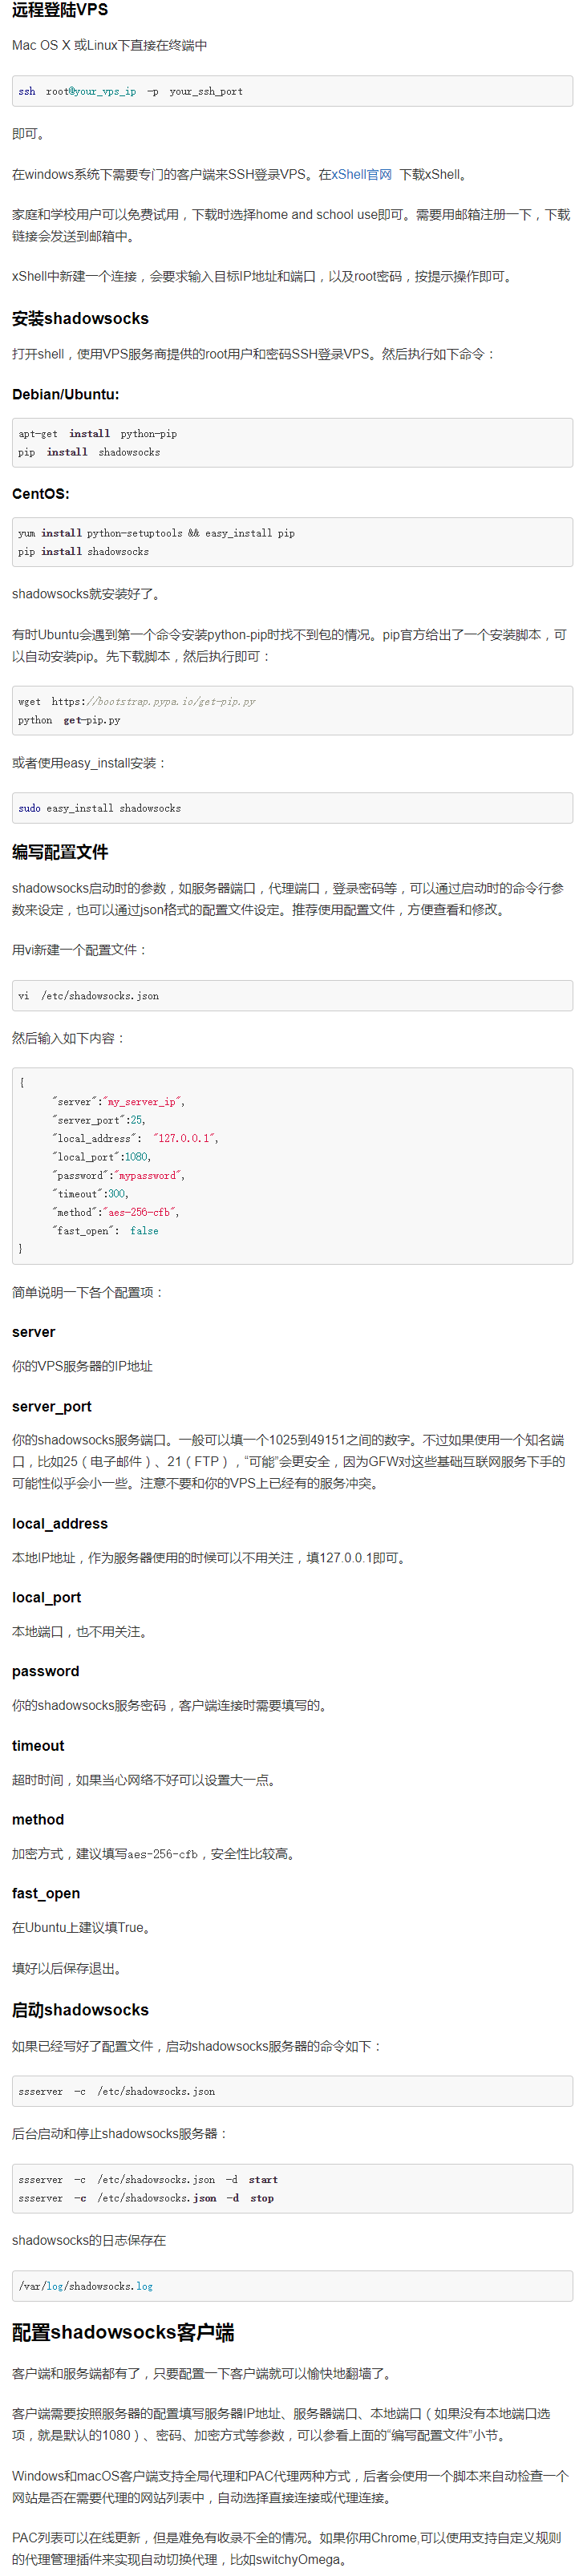 远程登陆VPS
Mac OS X 或Linux下直接在终端中
ssh root@your_vps_ip -p your_ssh_port
即可。
在windows系统下需要专门的客户端来SSH登录VPS。在xShell官网 下载xShell。
家庭和学校用户可以免费试用，下载时选择home and school use即可。需要用邮箱注册一下，下载
链接会发送到邮箱中。
xShell中新建一个连接，会要求输入目标IP地址和端口，以及root密码，按提示操作即可。
安装shadowsocks
打开shell，使用VPS服务商提供的root用户和密码SSH登录VPS。然后执行如下命令：
Debian/Ubuntu:
apt-get install python-pip
pip install shadowsocks
CentOS:
yum install python-setuptools && easy_install pip
pip install shadowsocks
shadowsocks就安装好了。
有时Ubuntu会遇到第一个命令安装python-pip时找不到包的情况。pip官方给出了一个安装脚本，可
以自动安装pip。先下载脚本，然后执行即可：
wget https://bootstrap.pypa.io/get-pip.py
python get-pip.py
或者使用easy_install安装：
sudo easy_install shadowsocks
编写配置文件
shadowsocks启动时的参数，如服务器端口，代理端口，登录密码等，可以通过启动时的命令行参
数来设定，也可以通过json格式的配置文件设定。推荐使用配置文件，方便查看和修改。
用vi新建一个配置文件：
vi /etc/shadowsocks.json
然后输入如下内容：
{
"server":"my_server_ip",
"server_port":25,
"local_address": "127.0.0.1",
"local_port":1080,
"password":"mypassword",
"timeout":300,
"method":"aes-256-cfb",
"fast_open": false
}
简单说明一下各个配置项：
server
你的VPS服务器的IP地址
server_port
你的shadowsocks服务端口。一般可以填一个1025到49151之间的数字。不过如果使用一个知名端
口，比如25（电子邮件）、21（FTP），“可能”会更安全，因为GFW对这些基础互联网服务下手的
可能性似乎会小一些。注意不要和你的VPS上已经有的服务冲突。
local_address
本地IP地址，作为服务器使用的时候可以不用关注，填127.0.0.1即可。
local_port
本地端口，也不用关注。
password
你的shadowsocks服务密码，客户端连接时需要填写的。
timeout
超时时间，如果当心网络不好可以设置大一点。
method
加密方式，建议填写aes-256-cfb，安全性比较高。
fast_open
在Ubuntu上建议填True。
填好以后保存退出。
启动shadowsocks
如果已经写好了配置文件，启动shadowsocks服务器的命令如下：
ssserver -c /etc/shadowsocks.json
后台启动和停止shadowsocks服务器：
ssserver -c /etc/shadowsocks.json -d start
ssserver -c /etc/shadowsocks.json -d stop
shadowsocks的日志保存在
/var/log/shadowsocks.log
配置shadowsocks客户端
客户端和服务端都有了，只要配置一下客户端就可以愉快地翻墙了。
客户端需要按照服务器的配置填写服务器IP地址、服务器端口、本地端口（如果没有本地端口选
项，就是默认的1080）、密码、加密方式等参数，可以参看上面的“编写配置文件”小节。
Windows和macOS客户端支持全局代理和PAC代理两种方式，后者会使用一个脚本来自动检查一个
网站是否在需要代理的网站列表中，自动选择直接连接或代理连接。
PAC列表可以在线更新，但是难免有收录不全的情况。如果你用Chrome,可以使用支持自定义规则
的代理管理插件来实现自动切换代理，比如switchyOmega。